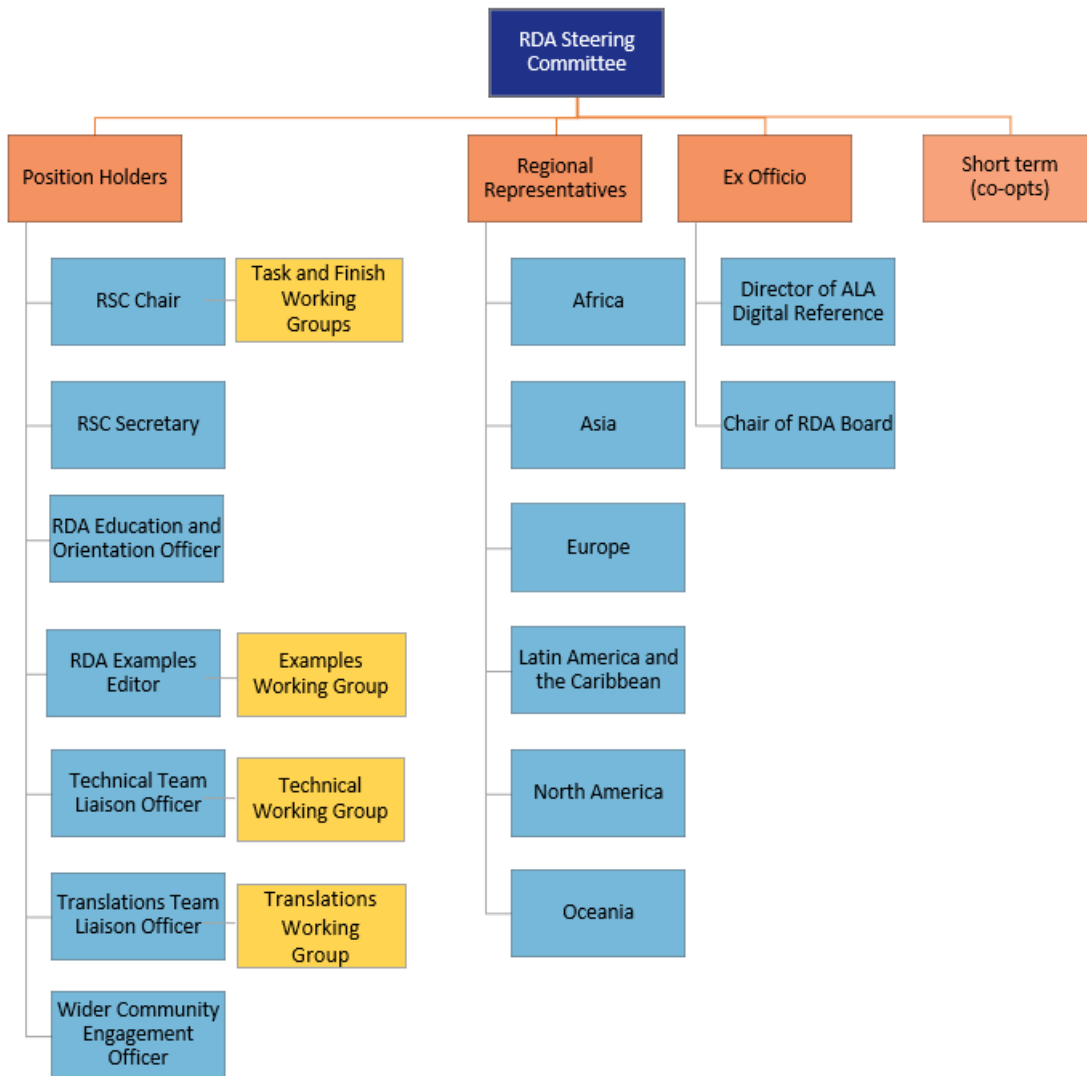 RDA Steering
Committee
Position Holders
Regional
Representatives
Ex Officio
Short term
(co-opts)
RSC Chair
Task and Finish
Working
Groups
RSC Secretary
RDA Education and
Orientation Officer
RDA Examples
Editor
Examples
Working Group
Technical Team
Liaison Officer
Technical
Working Group
Translations Team
Liaison Officer
Translations
Working
Group
Wider Community
Engagement
Officer
Africa
Asia
Europe
Latin America and
the Caribbean
North America
Oceania
Director of ALA
Digital Reference
Chair of RDA Board